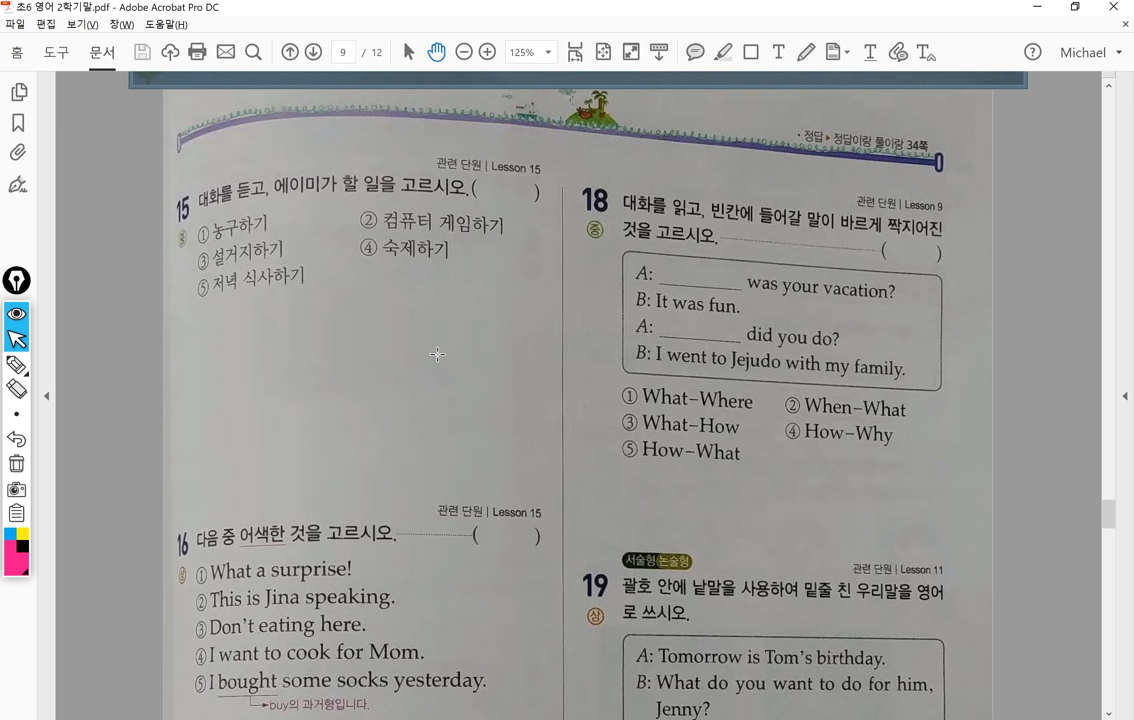 초6 영어 2학기말.pdf - Adobe Acrobat Pro DC
파일 편집 보기(V) 창(W) 도움말(H)
홈 도구 문서 9 / 12 125% Michael
• 정답 ▸ 정답이랑 풀이랑 34쪽
관련 단원 | Lesson 15
15 대화를 듣고, 에이미가 할 일을 고르시오.( )
중
① 농구하기 ② 컴퓨터 게임하기
③ 설거지하기 ④ 숙제하기
⑤ 저녁 식사하기
관련 단원 | Lesson 15
16 다음 중 어색한 것을 고르시오. ( )
① What a surprise!
② This is Jina speaking.
③ Don't eating here.
④ I want to cook for Mom.
⑤ I bought some socks yesterday.
buy의 과거형입니다.
관련 단원 | Lesson 9
18 대화를 읽고, 빈칸에 들어갈 말이 바르게 짝지어진
중 것을 고르시오. ( )
A: ________ was your vacation?
B: It was fun.
A: ________ did you do?
B: I went to Jejudo with my family.
① What–Where ② When–What
③ What–How ④ How–Why
⑤ How–What
서술형 논술형
관련 단원 | Lesson 11
19 괄호 안에 낱말을 사용하여 밑줄 친 우리말을 영어
상 로 쓰시오.
A: Tomorrow is Tom's birthday.
B: What do you want to do for him,
Jenny?